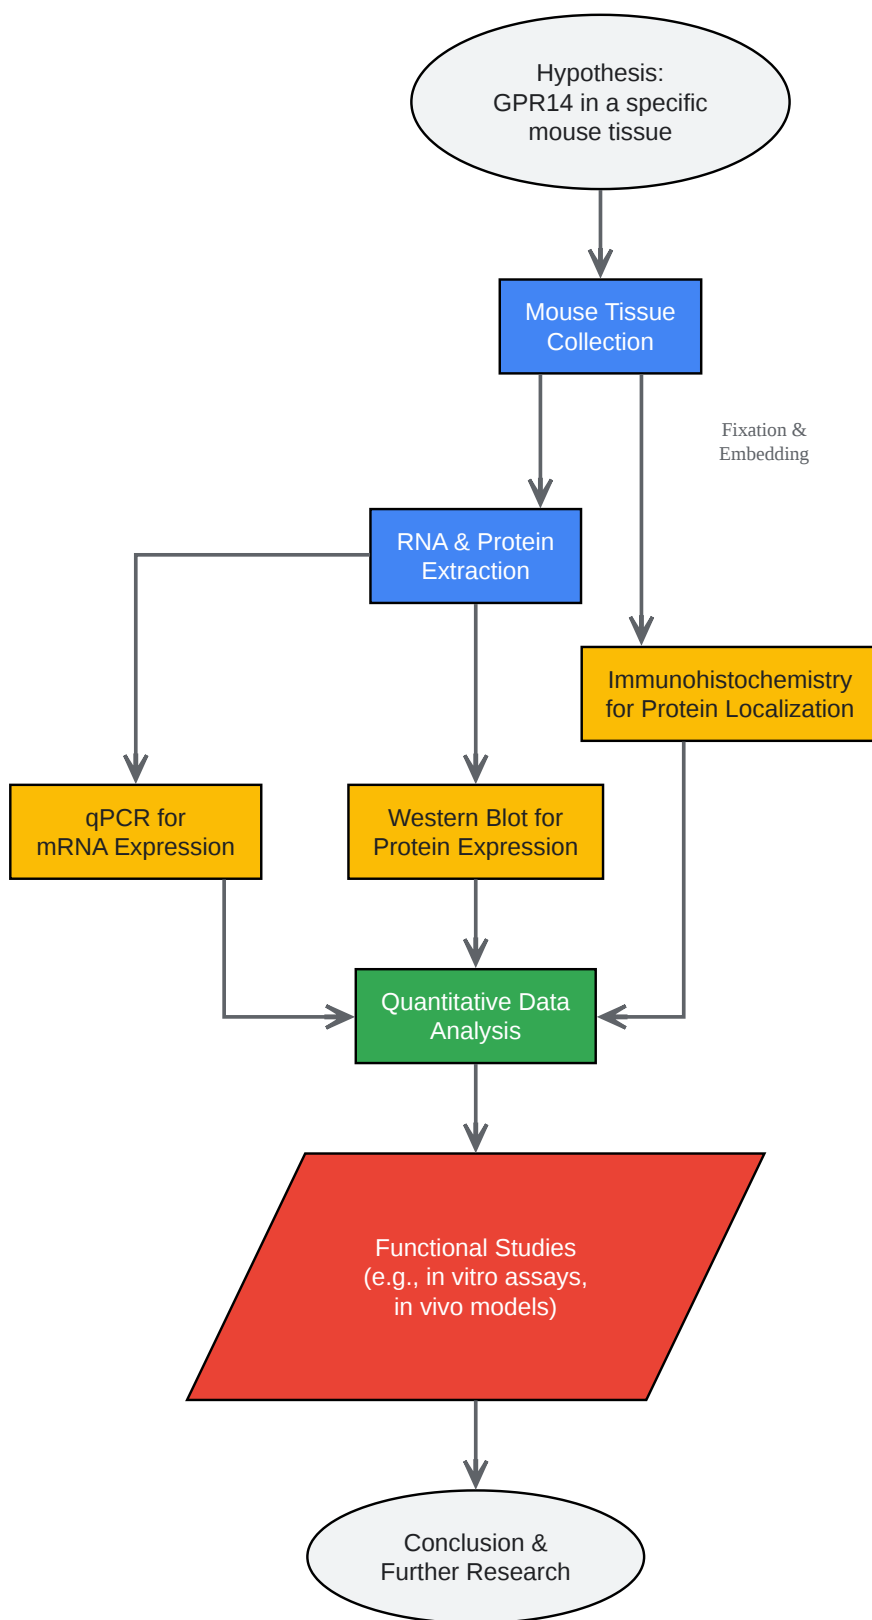 Hypothesis:
GPR14 in a specific
mouse tissue
Mouse Tissue
Collection
Fixation &
Embedding
RNA & Protein
Extraction
Immunohistochemistry
for Protein Localization
qPCR for
mRNA Expression
Western Blot for
Protein Expression
Quantitative Data
Analysis
Functional Studies
(e.g., in vitro assays,
in vivo models)
Conclusion &
Further Research